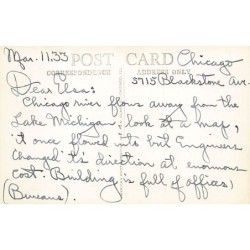 Mar. 11. 33 POST CARD Chicago
CORRESPONDENCE ADDRESS ONLY
5715 Blackstone Av.
Dear Usa:
Chicago river flows away from the
Lake Michigan, look at a map,
it once flowed into but Engineers
changed it's direction at enormous
cost. Building is full of offices
(Bureaus).